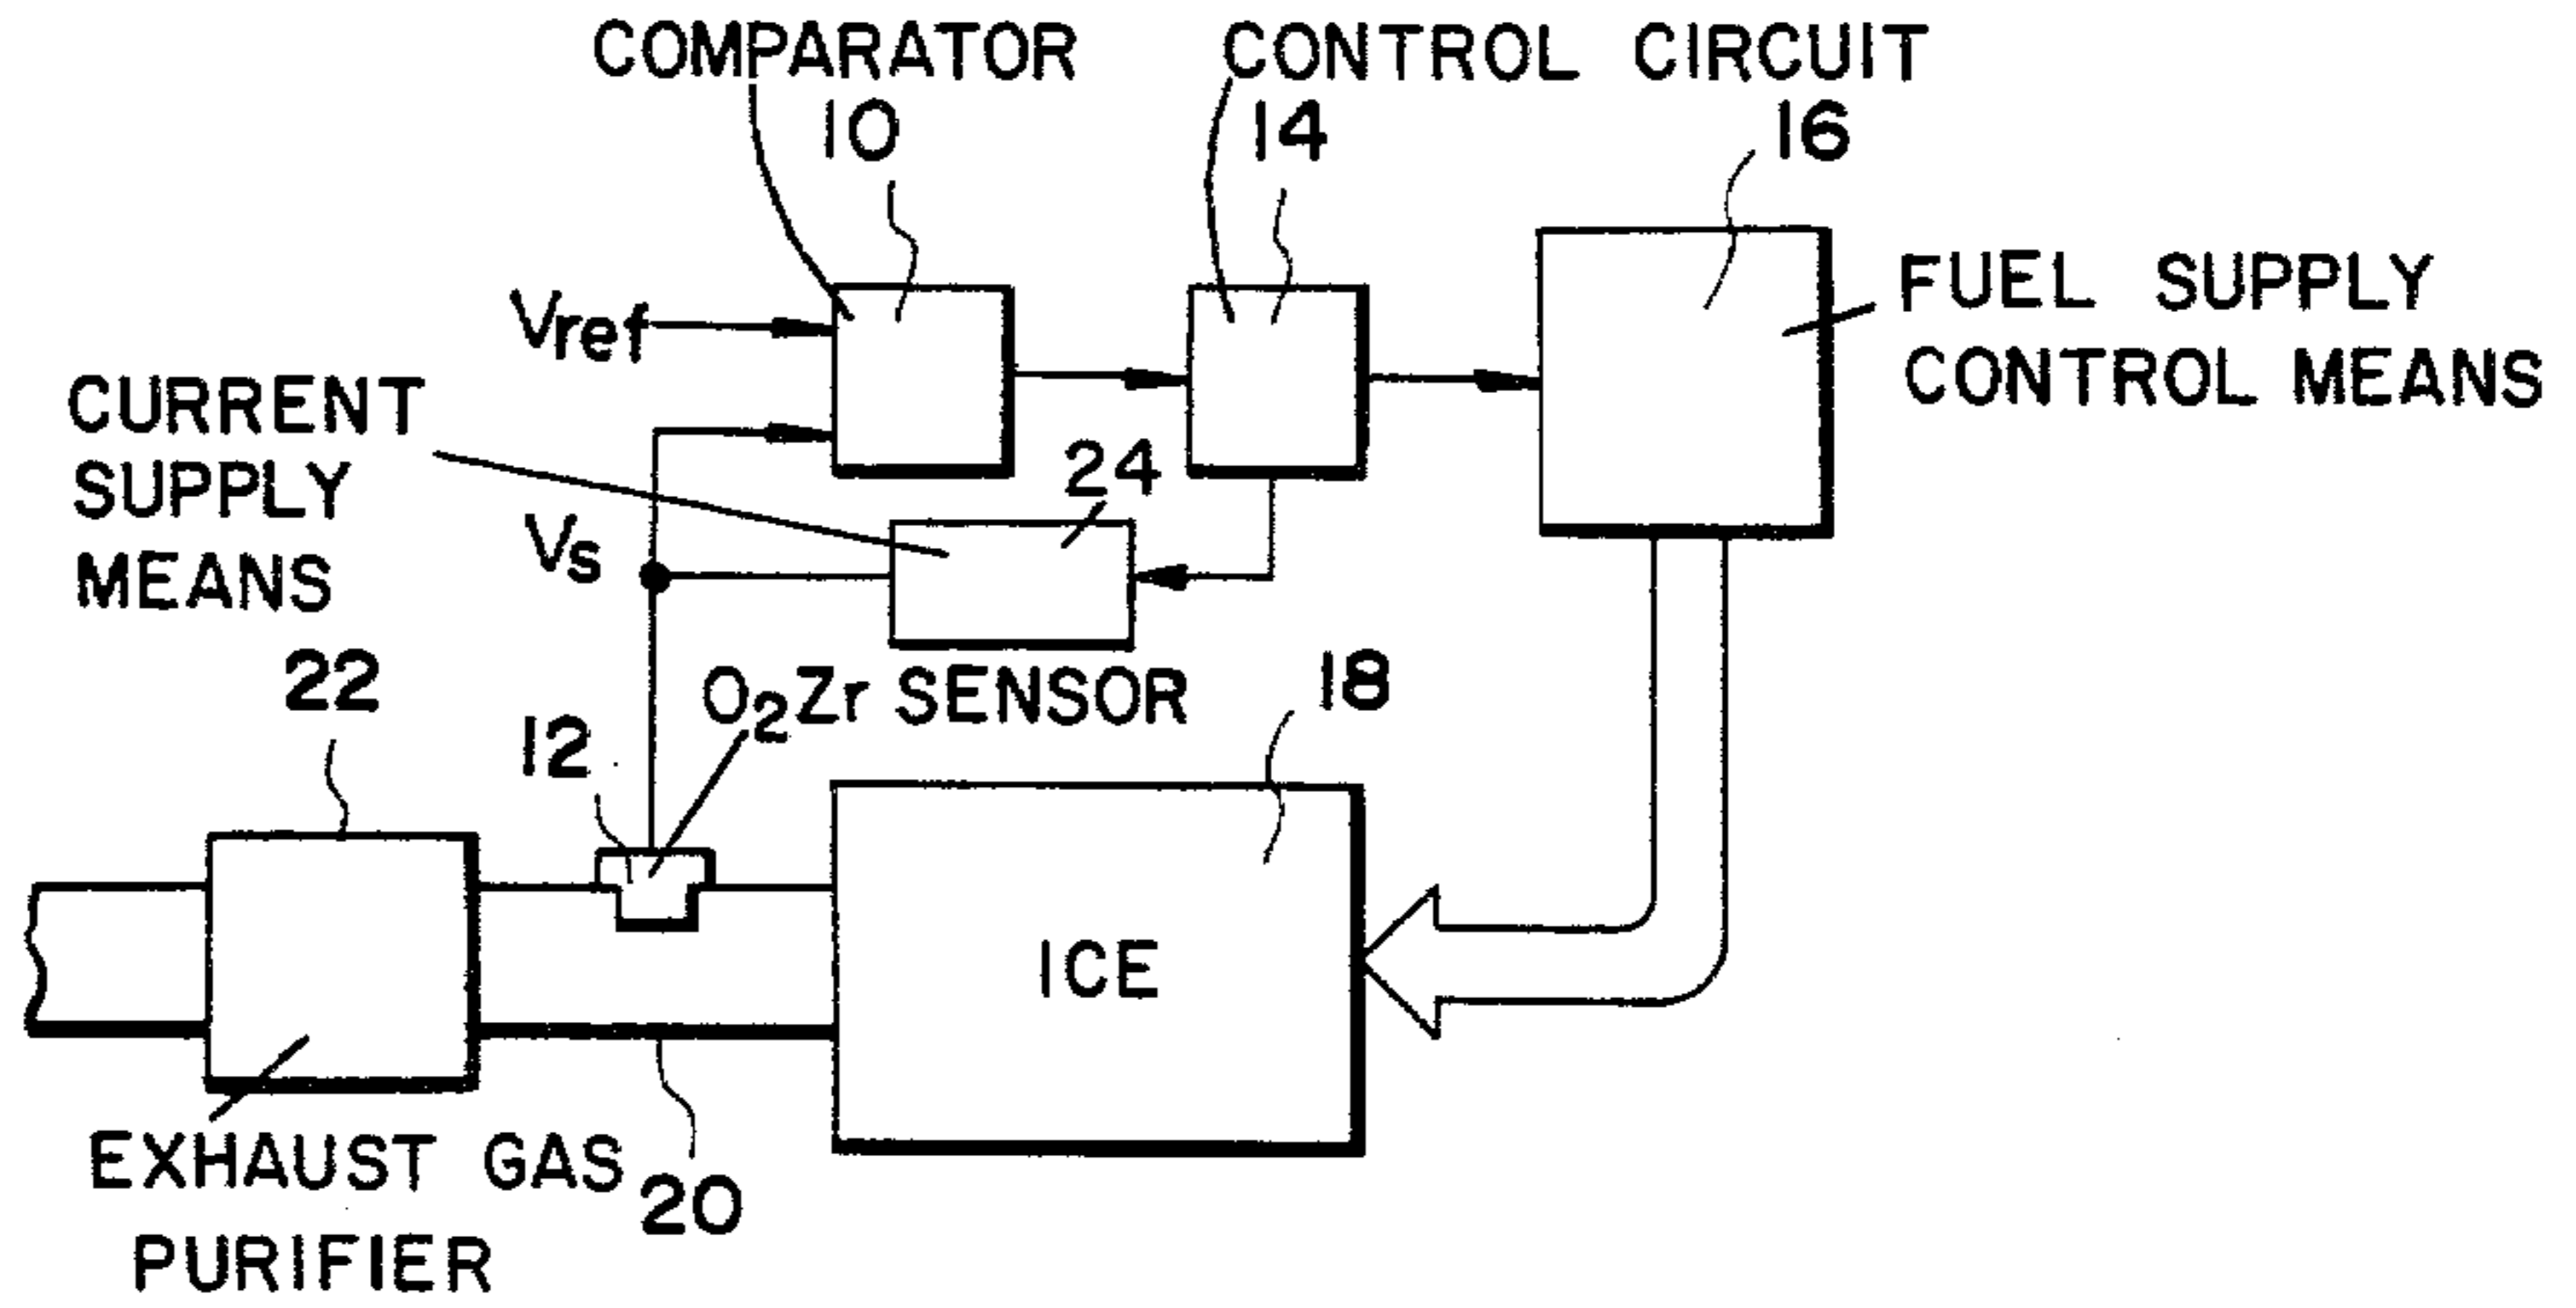 COMPARATOR
10
CONTROL CIRCUIT
14
16
FUEL SUPPLY
CONTROL MEANS
Vref
CURRENT
SUPPLY
MEANS
24
Vs
22
12
O2Zr SENSOR
18
ICE
EXHAUST GAS
PURIFIER
20